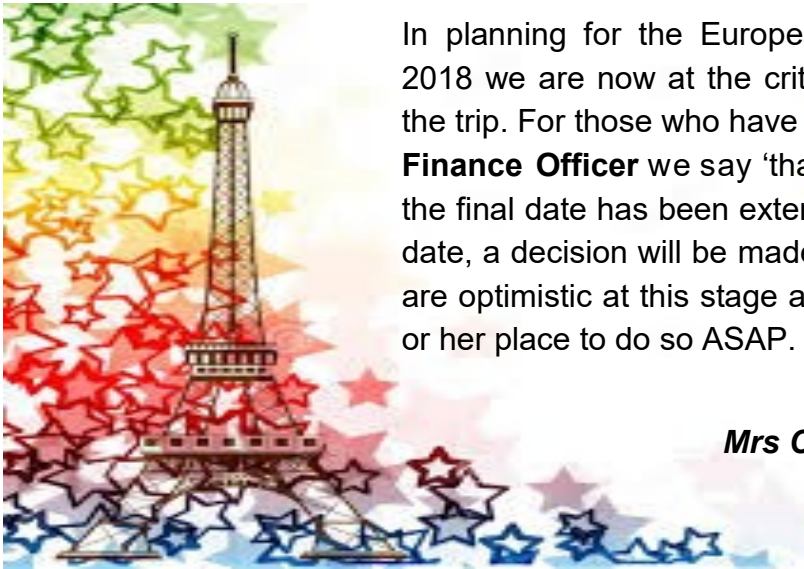 In planning for the Europe
2018 we are now at the crit
the trip. For those who have
Finance Officer we say ‘tha
the final date has been exter
date, a decision will be made
are optimistic at this stage a
or her place to do so ASAP.
Mrs C